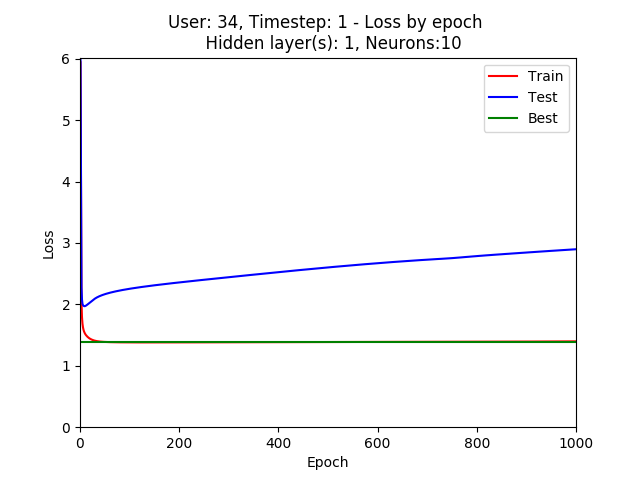 User: 34, Timestep: 1 - Loss by epoch
Hidden layer(s): 1, Neurons:10
6
5
4
3
2
1
0
Loss
Train
Test
Best
0 200 400 600 800 1000
Epoch